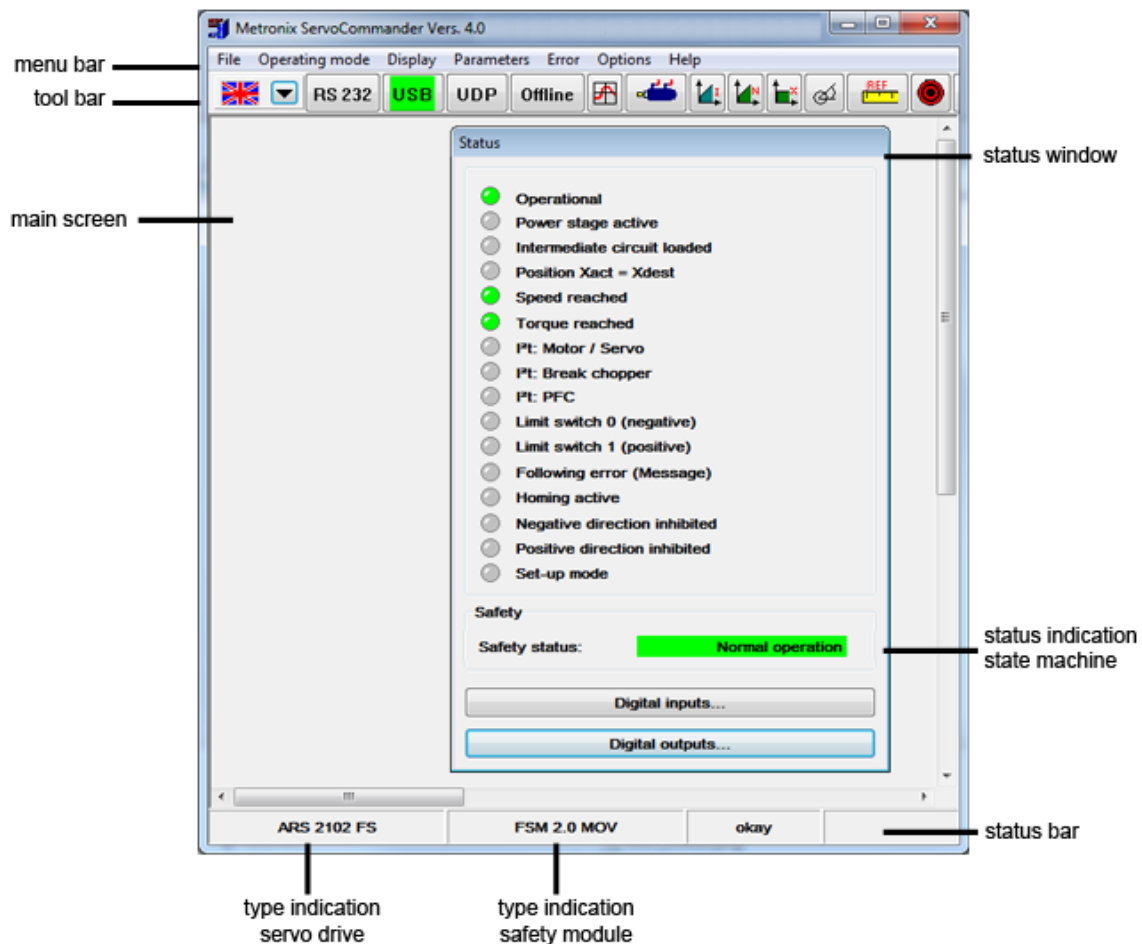 Metronix ServoCommander Vers. 4.0
File Operating mode Display Parameters Error Options Help
menu bar
tool bar
RS 232 USB UDP Offline REF
Status
status window
main screen
Operational
Power stage active
Intermediate circuit loaded
Position Xact = Xdest
Speed reached
Torque reached
I²t: Motor / Servo
I²t: Break chopper
I²t: PFC
Limit switch 0 (negative)
Limit switch 1 (positive)
Following error (Message)
Homing active
Negative direction inhibited
Positive direction inhibited
Set-up mode
Safety
Safety status: Normal operation
status indication
state machine
Digital inputs...
Digital outputs...
ARS 2102 FS FSM 2.0 MOV okay
status bar
type indication
servo drive
type indication
safety module